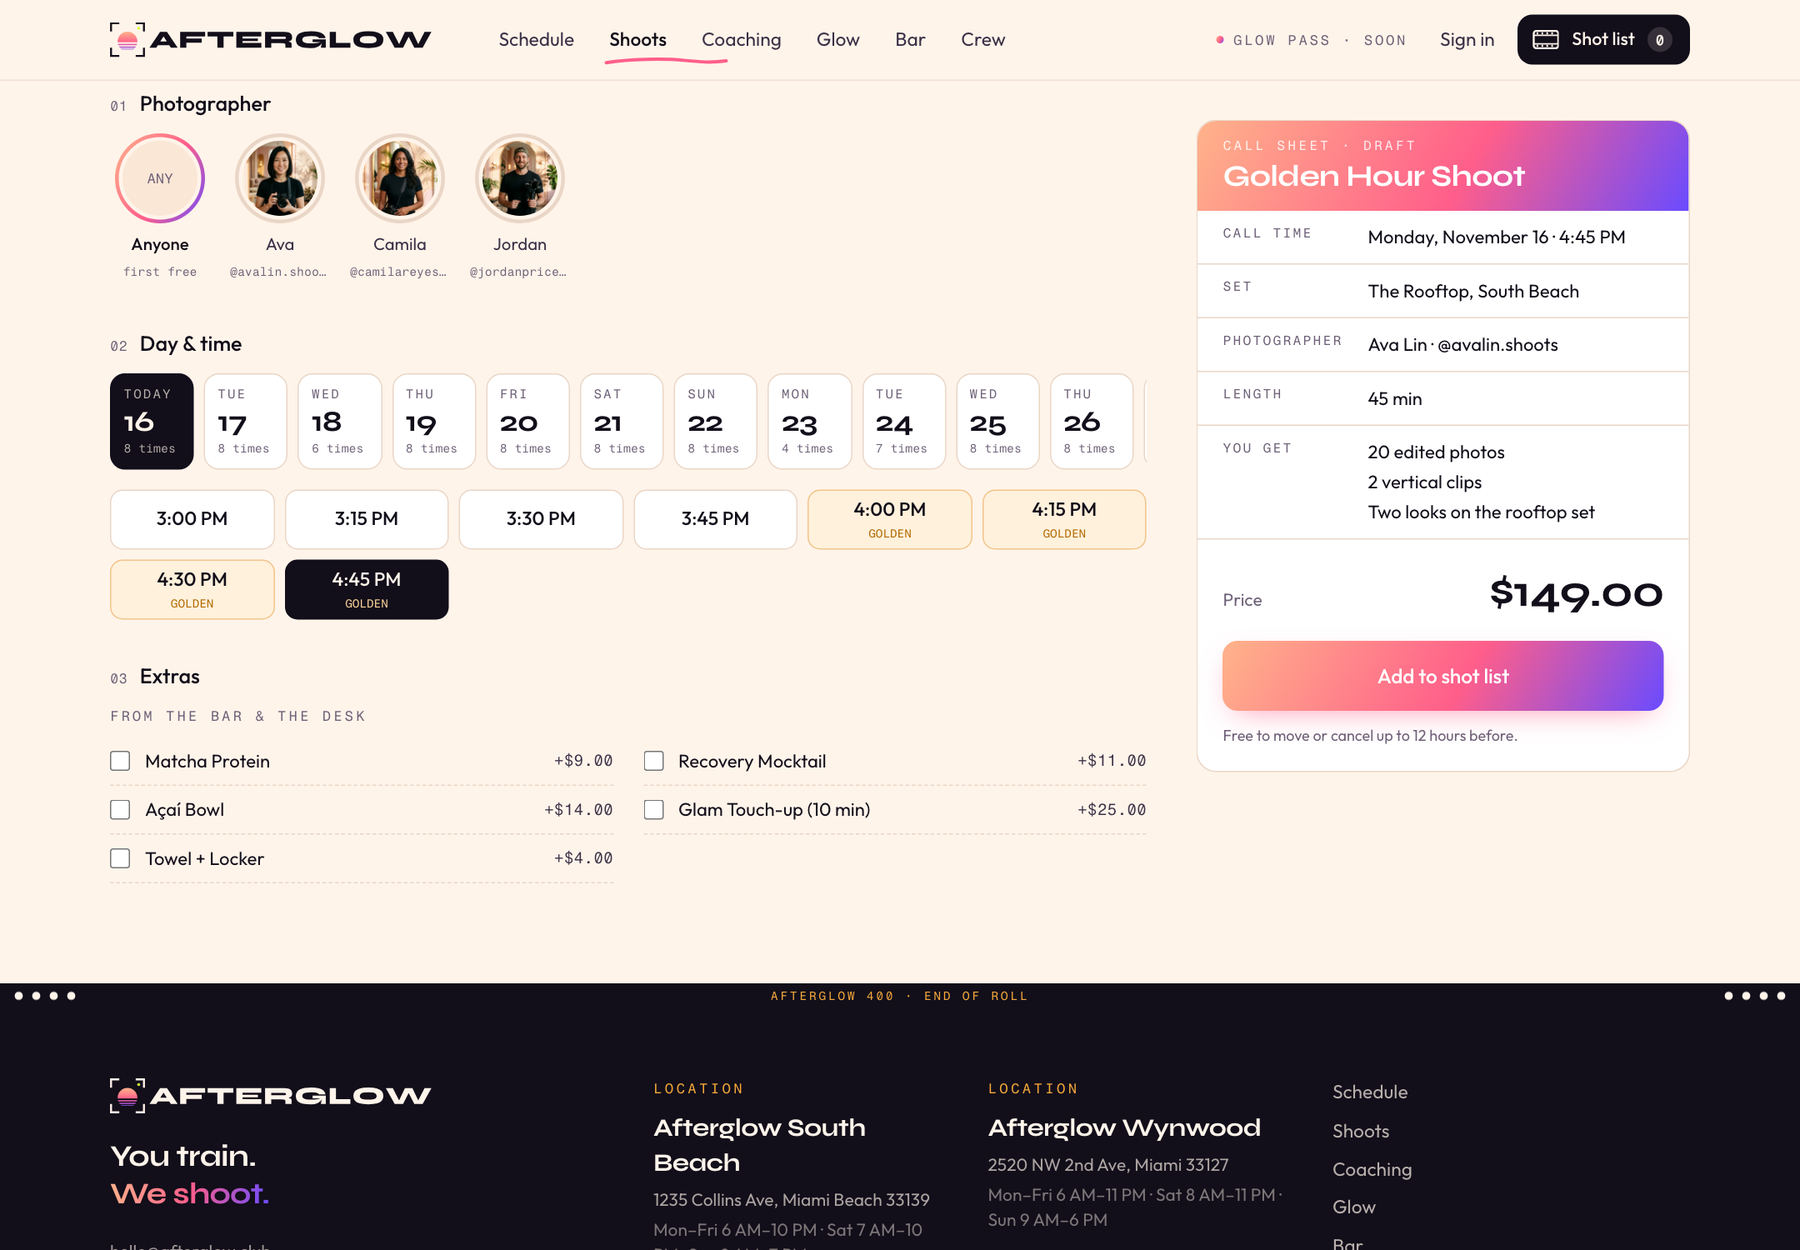 AFTERGLOW
Schedule
Shoots
Coaching
Glow
Bar
Crew
GLOW PASS · SOON
Sign in
Shot list 0
01 Photographer
ANY
Anyone
first free
Ava
@avalin.shoo…
Camila
@camilareyes…
Jordan
@jordanprice…
02 Day & time
TODAY
16
8 times
TUE
17
8 times
WED
18
6 times
THU
19
8 times
FRI
20
8 times
SAT
21
8 times
SUN
22
8 times
MON
23
4 times
TUE
24
7 times
WED
25
8 times
THU
26
8 times
3:00 PM
3:15 PM
3:30 PM
3:45 PM
4:00 PM
GOLDEN
4:15 PM
GOLDEN
4:30 PM
GOLDEN
4:45 PM
GOLDEN
03 Extras
FROM THE BAR & THE DESK
Matcha Protein +$9.00
Recovery Mocktail +$11.00
Açaí Bowl +$14.00
Glam Touch-up (10 min) +$25.00
Towel + Locker +$4.00
CALL SHEET · DRAFT
Golden Hour Shoot
CALL TIME Monday, November 16 · 4:45 PM
SET The Rooftop, South Beach
PHOTOGRAPHER Ava Lin · @avalin.shoots
LENGTH 45 min
YOU GET 20 edited photos
2 vertical clips
Two looks on the rooftop set
Price $149.00
Add to shot list
Free to move or cancel up to 12 hours before.
AFTERGLOW 400 · END OF ROLL
AFTERGLOW
You train.
We shoot.
LOCATION
Afterglow South
Beach
1235 Collins Ave, Miami Beach 33139
Mon–Fri 6 AM–10 PM · Sat 7 AM–10
LOCATION
Afterglow Wynwood
2520 NW 2nd Ave, Miami 33127
Mon–Fri 6 AM–11 PM · Sat 8 AM–11 PM ·
Sun 9 AM–6 PM
Schedule
Shoots
Coaching
Glow
Bar